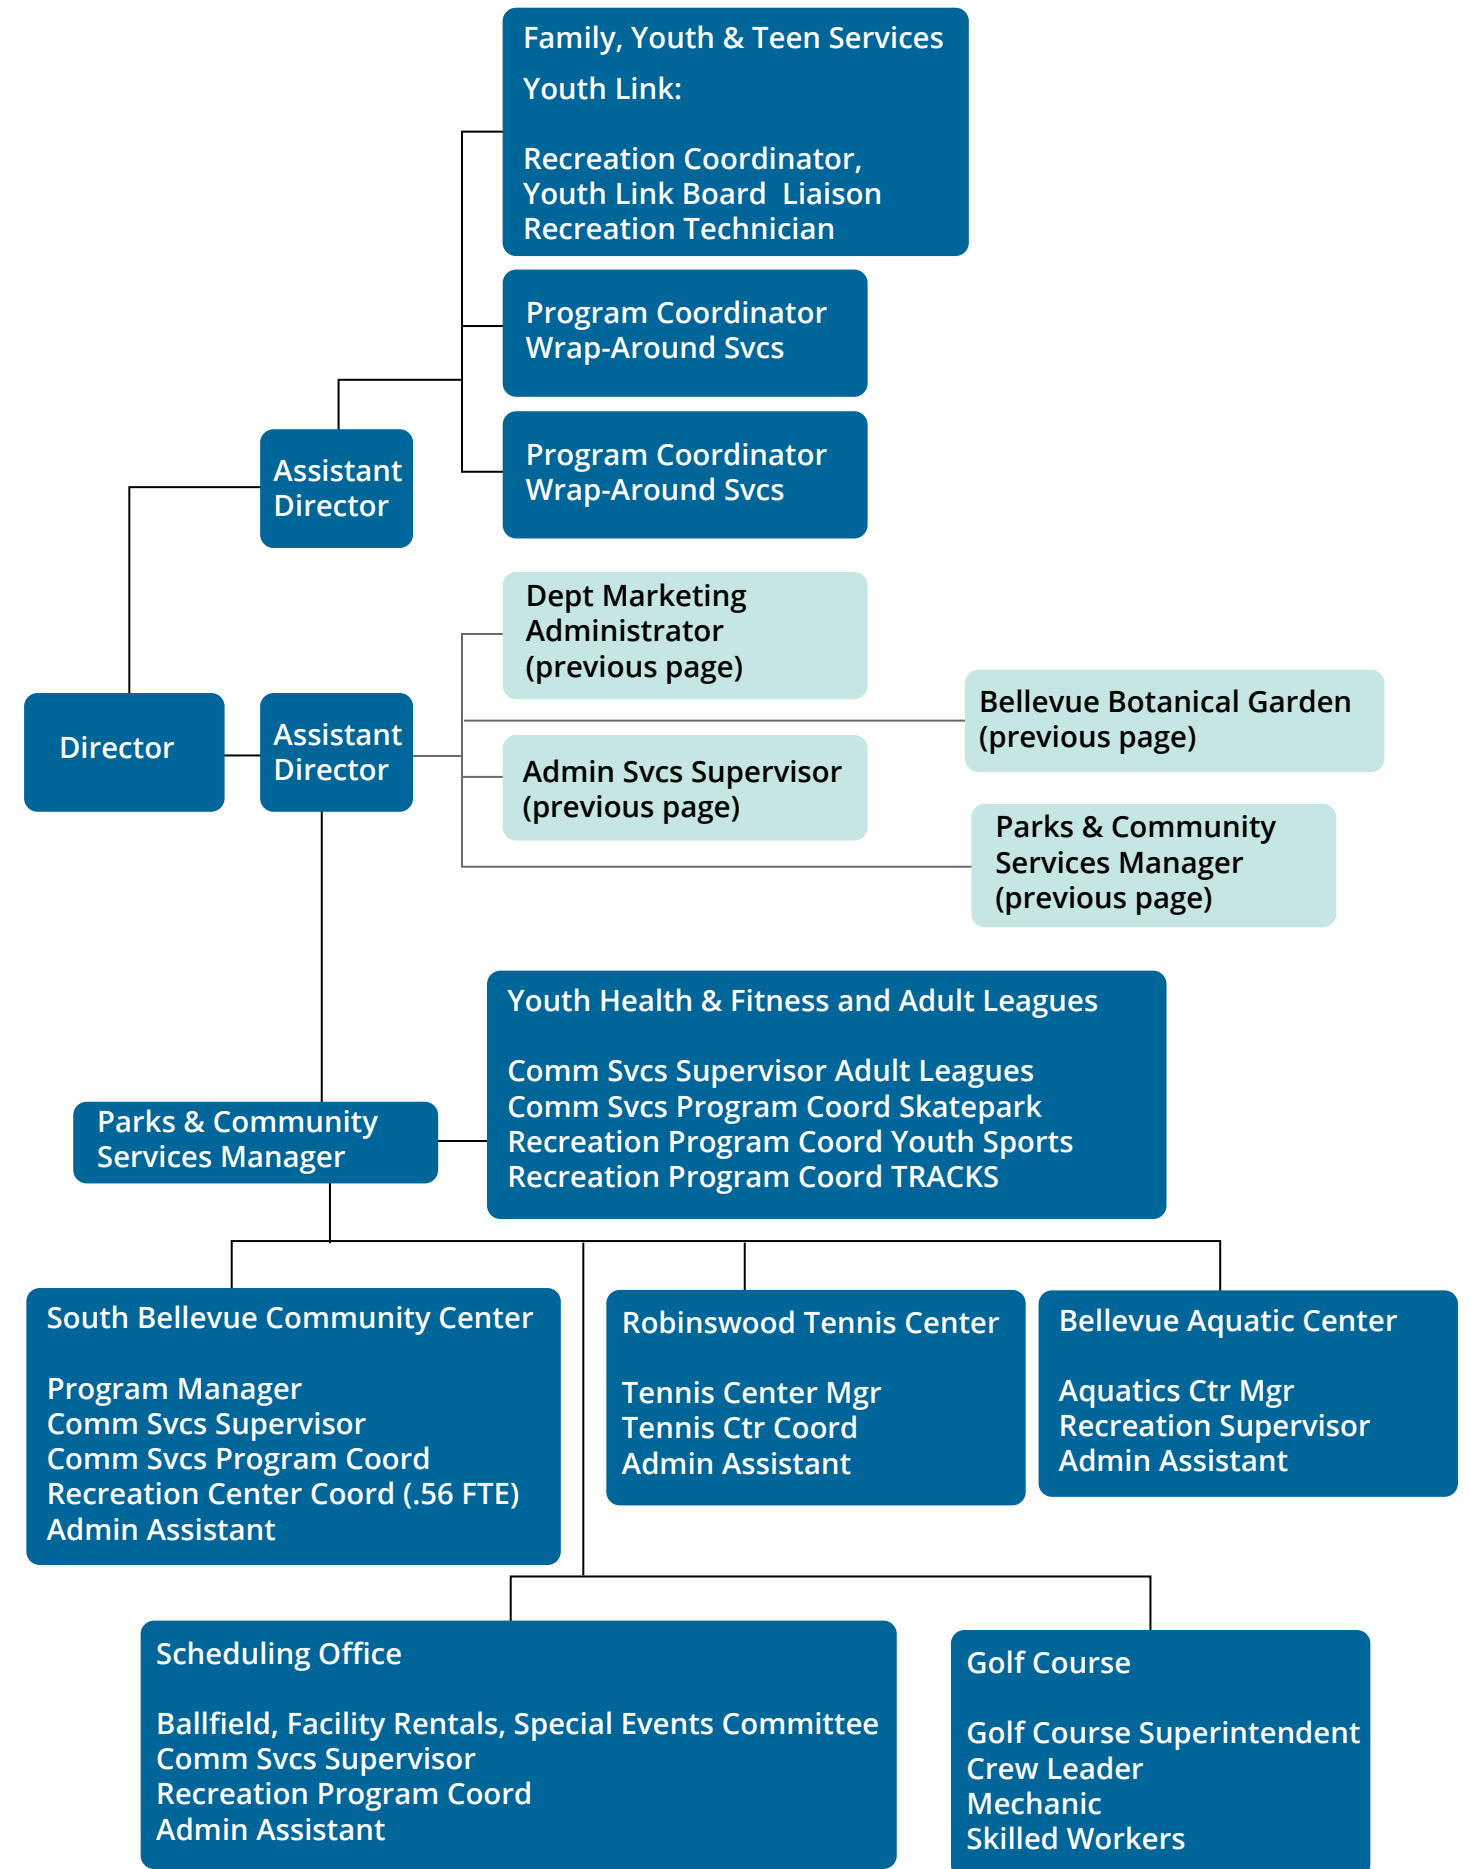 Family, Youth & Teen Services
Youth Link:
Recreation Coordinator,
Youth Link Board  Liaison
Recreation Technician
Program Coordinator
Wrap-Around Svcs
Program Coordinator
Wrap-Around Svcs
Assistant
Director
Dept Marketing
Administrator
(previous page)
Bellevue Botanical Garden
(previous page)
Director
Assistant
Director
Admin Svcs Supervisor
(previous page)
Parks & Community
Services Manager
(previous page)
Youth Health & Fitness and Adult Leagues
Comm Svcs Supervisor Adult Leagues
Comm Svcs Program Coord Skatepark
Recreation Program Coord Youth Sports
Recreation Program Coord TRACKS
Parks & Community
Services Manager
South Bellevue Community Center
Program Manager
Comm Svcs Supervisor
Comm Svcs Program Coord
Recreation Center Coord (.56 FTE)
Admin Assistant
Robinswood Tennis Center
Tennis Center Mgr
Tennis Ctr Coord
Admin Assistant
Bellevue Aquatic Center
Aquatics Ctr Mgr
Recreation Supervisor
Admin Assistant
Scheduling Office
Ballfield, Facility Rentals, Special Events Committee
Comm Svcs Supervisor
Recreation Program Coord
Admin Assistant
Golf Course
Golf Course Superintendent
Crew Leader
Mechanic
Skilled Workers